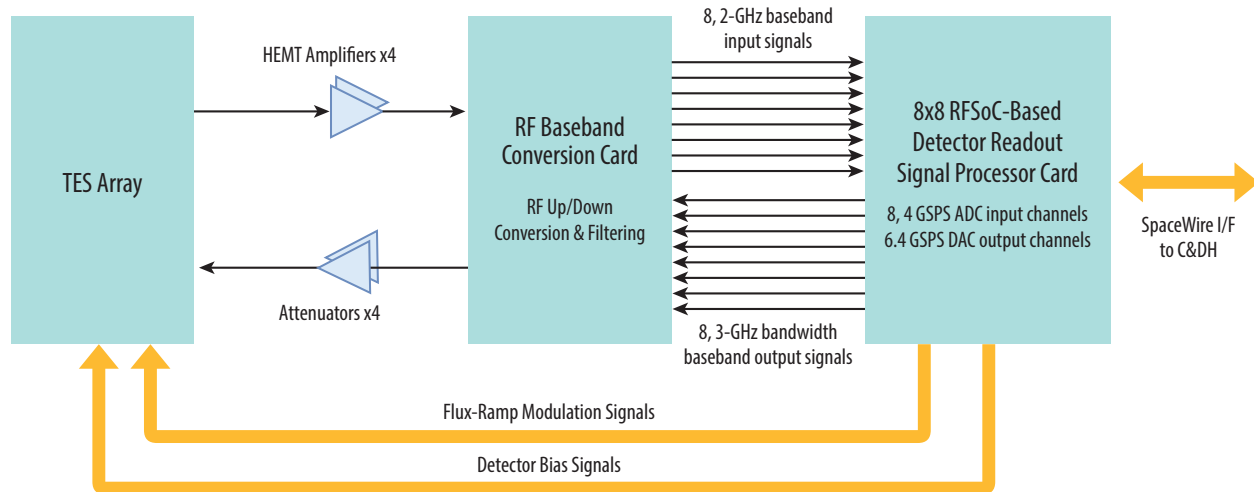 TES Array
HEMT Amplifiers x4
Attenuators x4
RF Baseband
Conversion Card
RF Up/Down
Conversion & Filtering
8, 2-GHz baseband
input signals
8, 3-GHz bandwidth
baseband output signals
8x8 RFSoC-Based
Detector Readout
Signal Processor Card
8, 4 GSPS ADC input channels
6.4 GSPS DAC output channels
SpaceWire I/F
to C&DH
Flux-Ramp Modulation Signals
Detector Bias Signals